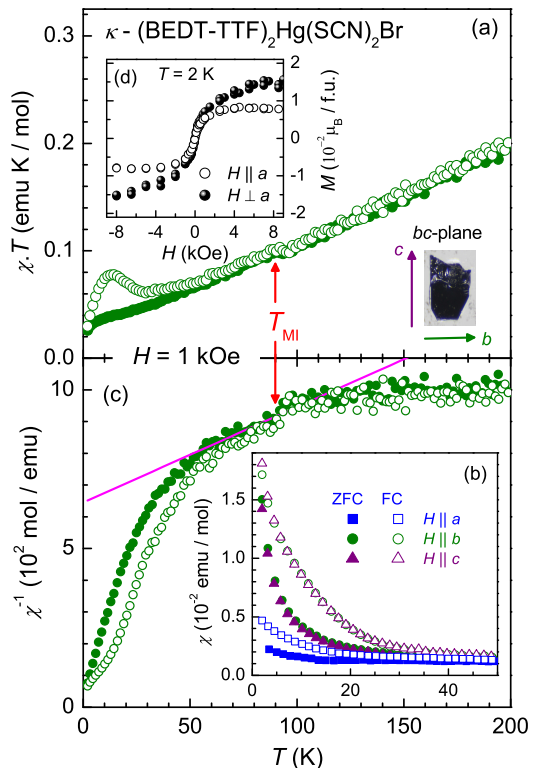 κ - (BEDT-TTF)₂Hg(SCN)₂Br
(a)
0.3
0.2
0.1
0.0
χ.T (emu K / mol)
(d)
T = 2 K
H || a
H ⊥ a
2
1
0
-1
-2
M (10⁻² μB / f.u.)
-8 -4 0 4 8
H (kOe)
bc-plane
c
b
TMI
H = 1 kOe
(c)
10
5
0
χ⁻¹ (10² mol / emu)
(b)
ZFC FC
H || a
H || b
H || c
1.5
1.0
0.5
0.0
χ (10⁻² emu / mol)
0 20 40
0 50 100 150 200
T (K)